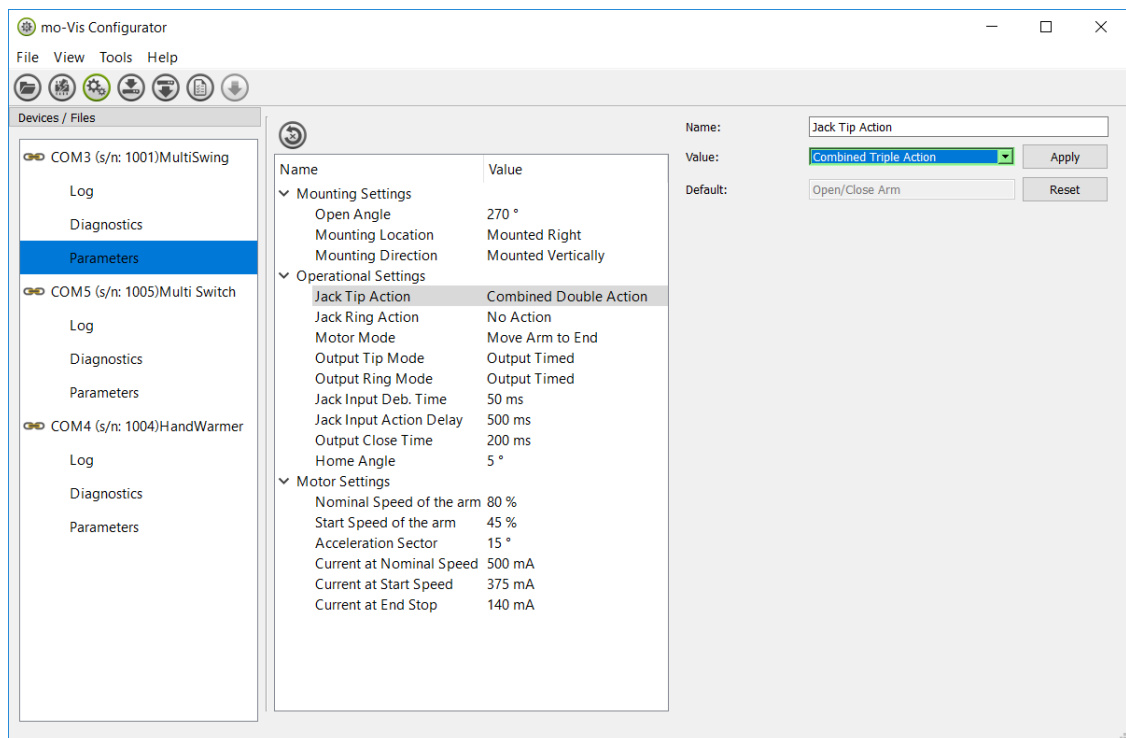 mo-Vis Configurator
File View Tools Help
Devices / Files
COM3 (s/n: 1001)MultiSwing
Log
Diagnostics
Parameters
COM5 (s/n: 1005)Multi Switch
Log
Diagnostics
Parameters
COM4 (s/n: 1004)HandWarmer
Log
Diagnostics
Parameters
Name Value
Mounting Settings
Open Angle 270 °
Mounting Location Mounted Right
Mounting Direction Mounted Vertically
Operational Settings
Jack Tip Action Combined Double Action
Jack Ring Action No Action
Motor Mode Move Arm to End
Output Tip Mode Output Timed
Output Ring Mode Output Timed
Jack Input Deb. Time 50 ms
Jack Input Action Delay 500 ms
Output Close Time 200 ms
Home Angle 5 °
Motor Settings
Nominal Speed of the arm 80 %
Start Speed of the arm 45 %
Acceleration Sector 15 °
Current at Nominal Speed 500 mA
Current at Start Speed 375 mA
Current at End Stop 140 mA
Name: Jack Tip Action
Value: Combined Triple Action Apply
Default: Open/Close Arm Reset